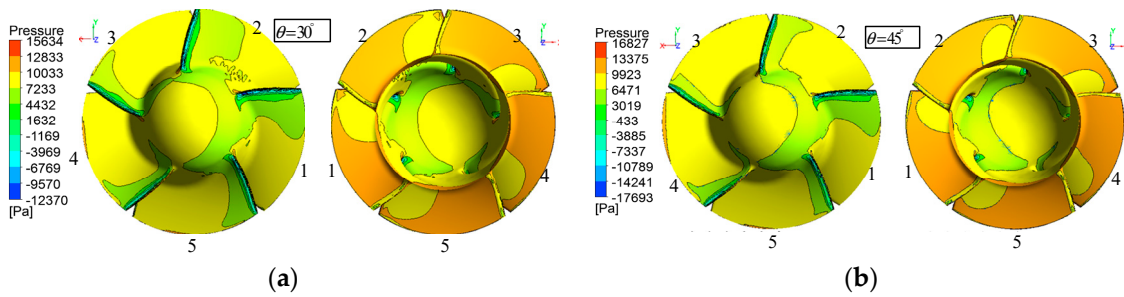 Pressure
15634
12833
10033
7233
4432
1632
-1169
-3969
-6769
-9570
-12370
[Pa]
Y
X
Z
θ=30°
1
2
3
4
5
Y
Z
X
1
2
3
4
5
(a)
Pressure
16827
13375
9923
6471
3019
-433
-3885
-7337
-10789
-14241
-17693
[Pa]
Y
X
Z
θ=45°
1
2
3
4
5
Y
Z
X
1
2
3
4
5
(b)